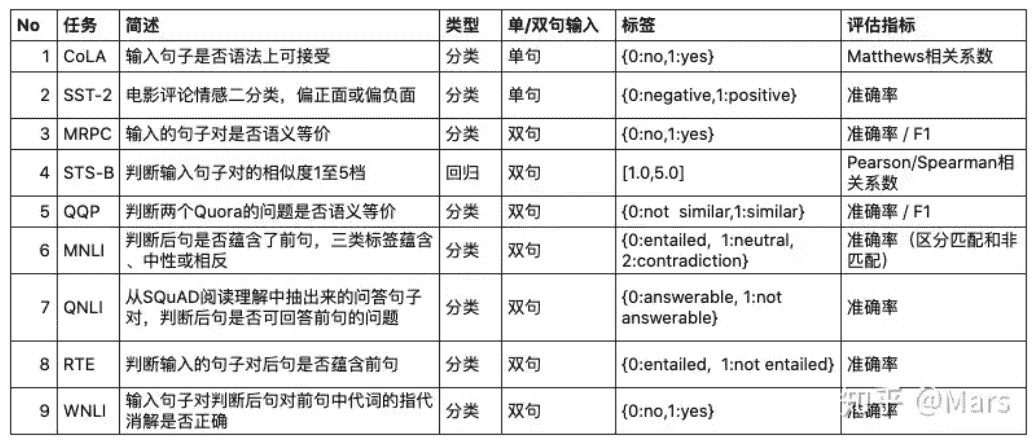 No 任务 简述 类型 单/双句输入 标签 评估指标
1 CoLA 输入句子是否语法上可接受 分类 单句 {0:no,1:yes} Matthews相关系数
2 SST-2 电影评论情感二分类，偏正面或偏负面 分类 单句 {0:negative,1:positive} 准确率
3 MRPC 输入的句子对是否语义等价 分类 双句 {0:no,1:yes} 准确率 / F1
4 STS-B 判断输入句子对的相似度1至5档 回归 双句 [1.0,5.0] Pearson/Spearman相
关系数
5 QQP 判断两个Quora的问题是否语义等价 分类 双句 {0:not similar,1:similar} 准确率 / F1
6 MNLI 判断后句是否蕴含了前句，三类标签蕴含
、中性或相反 分类 双句 {0:entailed, 1:neutral,
2:contradiction} 准确率（区分匹配和非
匹配）
7 QNLI 从SQuAD阅读理解中抽出来的问答句子
对，判断后句是否可回答前句的问题 分类 双句 {0:answerable, 1:not
answerable} 准确率
8 RTE 判断输入的句子对后句是否蕴含前句 分类 双句 {0:entailed, 1:not entailed} 准确率
9 WNLI 输入句子对判断后句对前句中代词的指代
消解是否正确 分类 双句 {0:no,1:yes} 准确率
知乎 @Mars